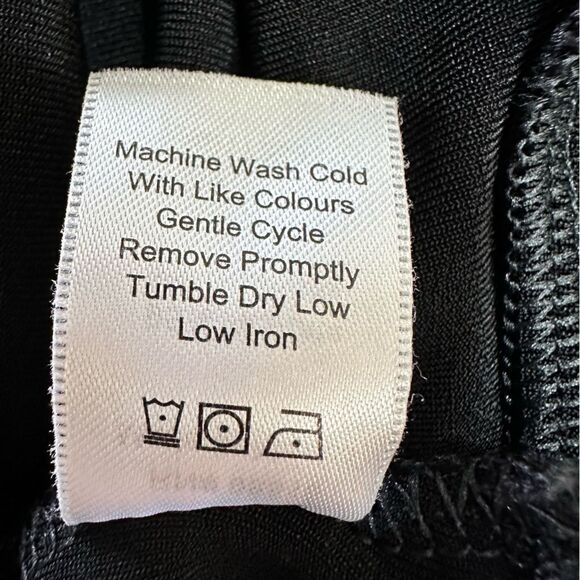 Machine Wash Cold
With Like Colours
Gentle Cycle
Remove Promptly
Tumble Dry Low
Low Iron